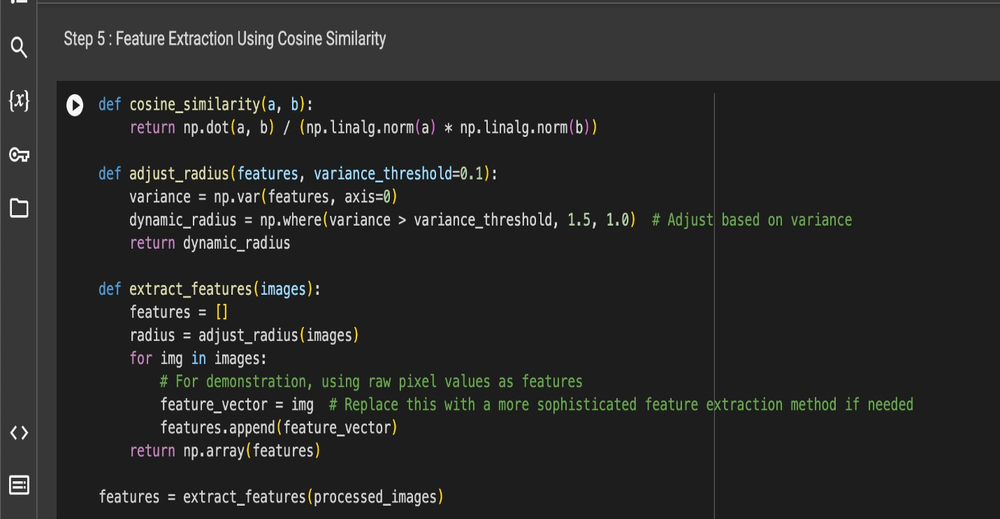 Step 5 : Feature Extraction Using Cosine Similarity
{x}
def cosine_similarity(a, b):
    return np.dot(a, b) / (np.linalg.norm(a) * np.linalg.norm(b))
def adjust_radius(features, variance_threshold=0.1):
    variance = np.var(features, axis=0)
    dynamic_radius = np.where(variance > variance_threshold, 1.5, 1.0)  # Adjust based on variance
    return dynamic_radius
def extract_features(images):
    features = []
    radius = adjust_radius(images)
    for img in images:
        # For demonstration, using raw pixel values as features
        feature_vector = img  # Replace this with a more sophisticated feature extraction method if needed
        features.append(feature_vector)
    return np.array(features)
features = extract_features(processed_images)